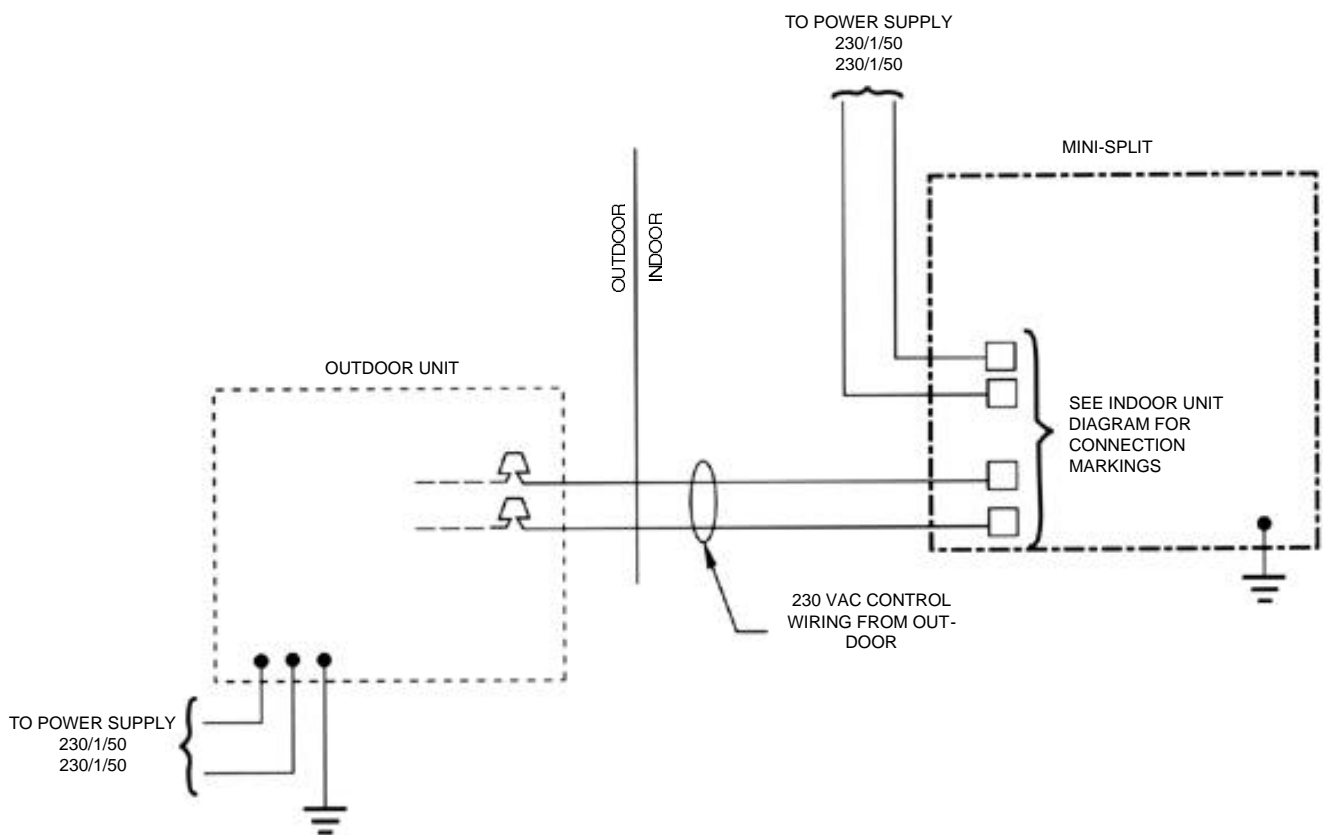 TO POWER SUPPLY
230/1/50
230/1/50
MINI-SPLIT
OUTDOOR
INDOOR
OUTDOOR UNIT
SEE INDOOR UNIT
DIAGRAM FOR
CONNECTION
MARKINGS
230 VAC CONTROL
WIRING FROM OUT-
DOOR
TO POWER SUPPLY
230/1/50
230/1/50